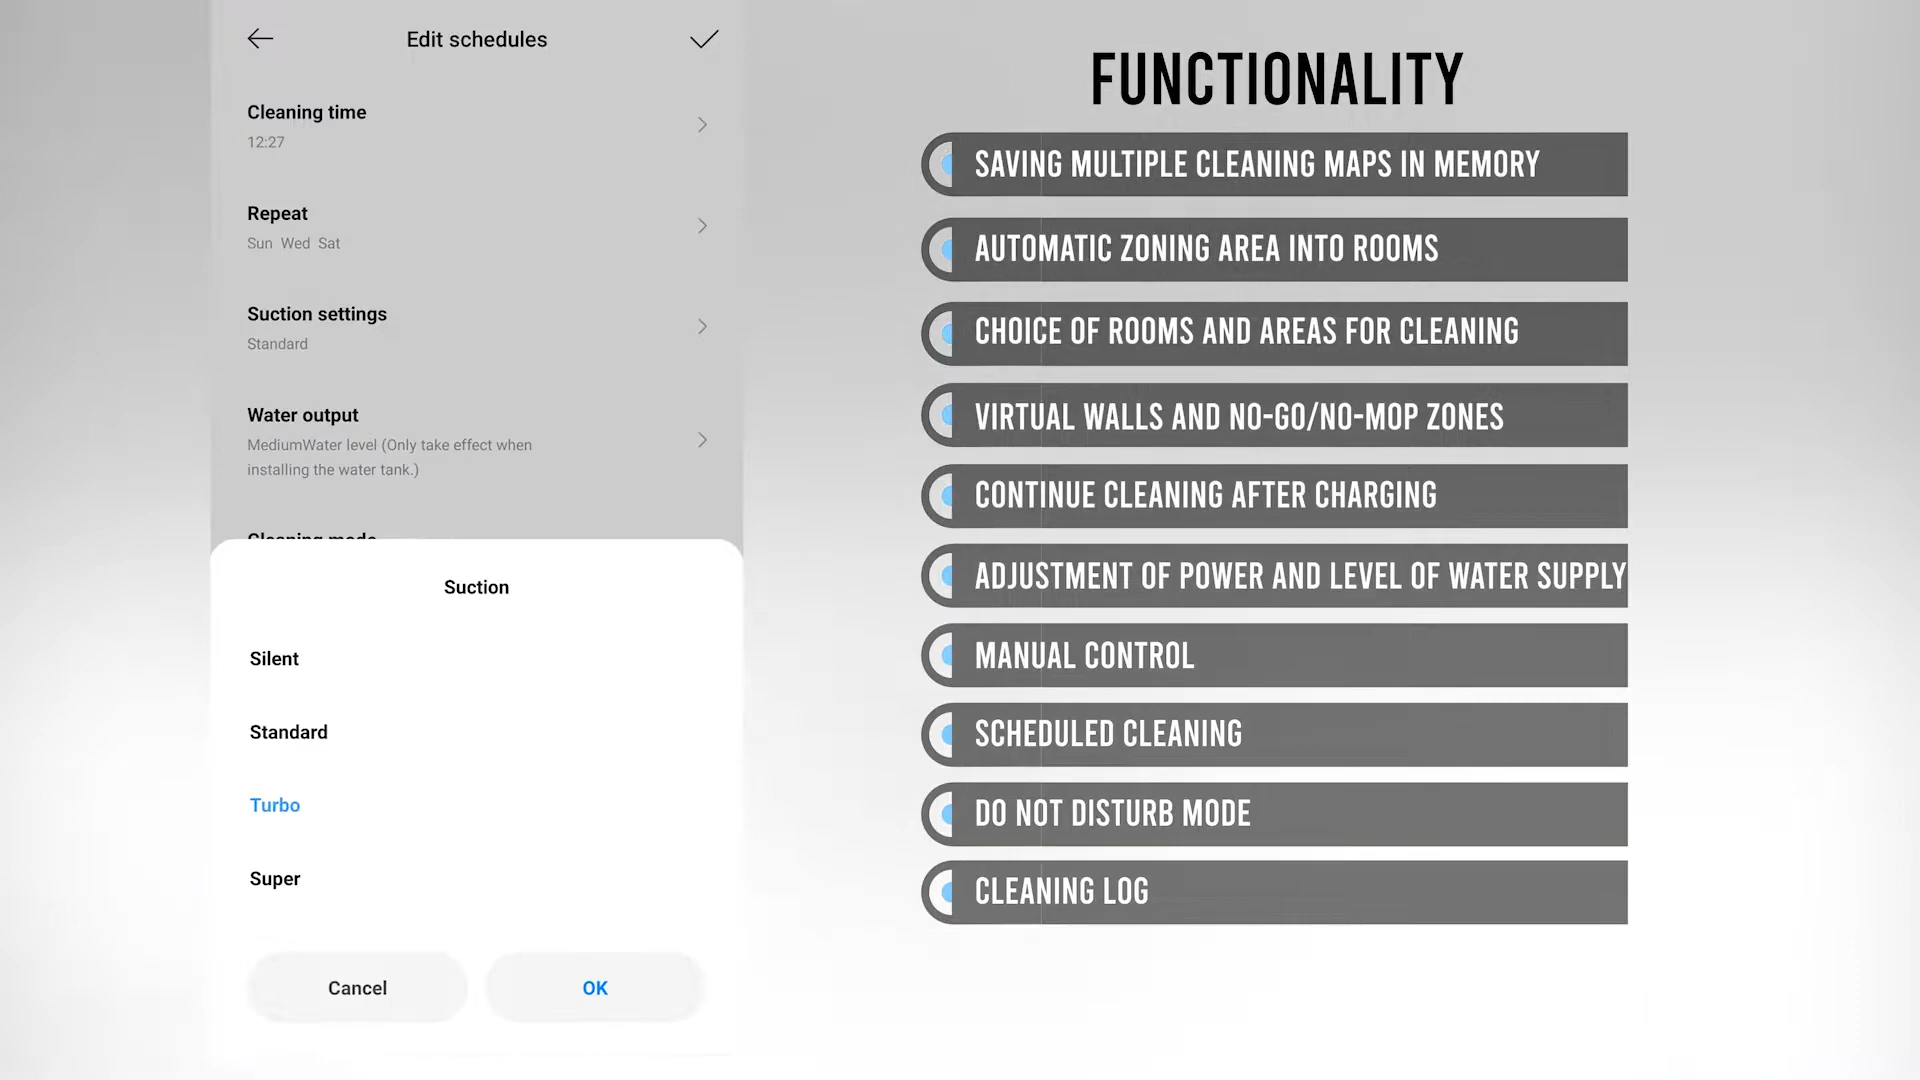 Edit schedules
Cleaning time
12:27
Repeat
Sun Wed Sat
Suction settings
Standard
Water output
MediumWater level (Only take effect when
installing the water tank.)
Cleaning mode
Suction
Silent
Standard
Turbo
Super
Cancel
OK
FUNCTIONALITY
SAVING MULTIPLE CLEANING MAPS IN MEMORY
AUTOMATIC ZONING AREA INTO ROOMS
CHOICE OF ROOMS AND AREAS FOR CLEANING
VIRTUAL WALLS AND NO-GO/NO-MOP ZONES
CONTINUE CLEANING AFTER CHARGING
ADJUSTMENT OF POWER AND LEVEL OF WATER SUPPLY
MANUAL CONTROL
SCHEDULED CLEANING
DO NOT DISTURB MODE
CLEANING LOG